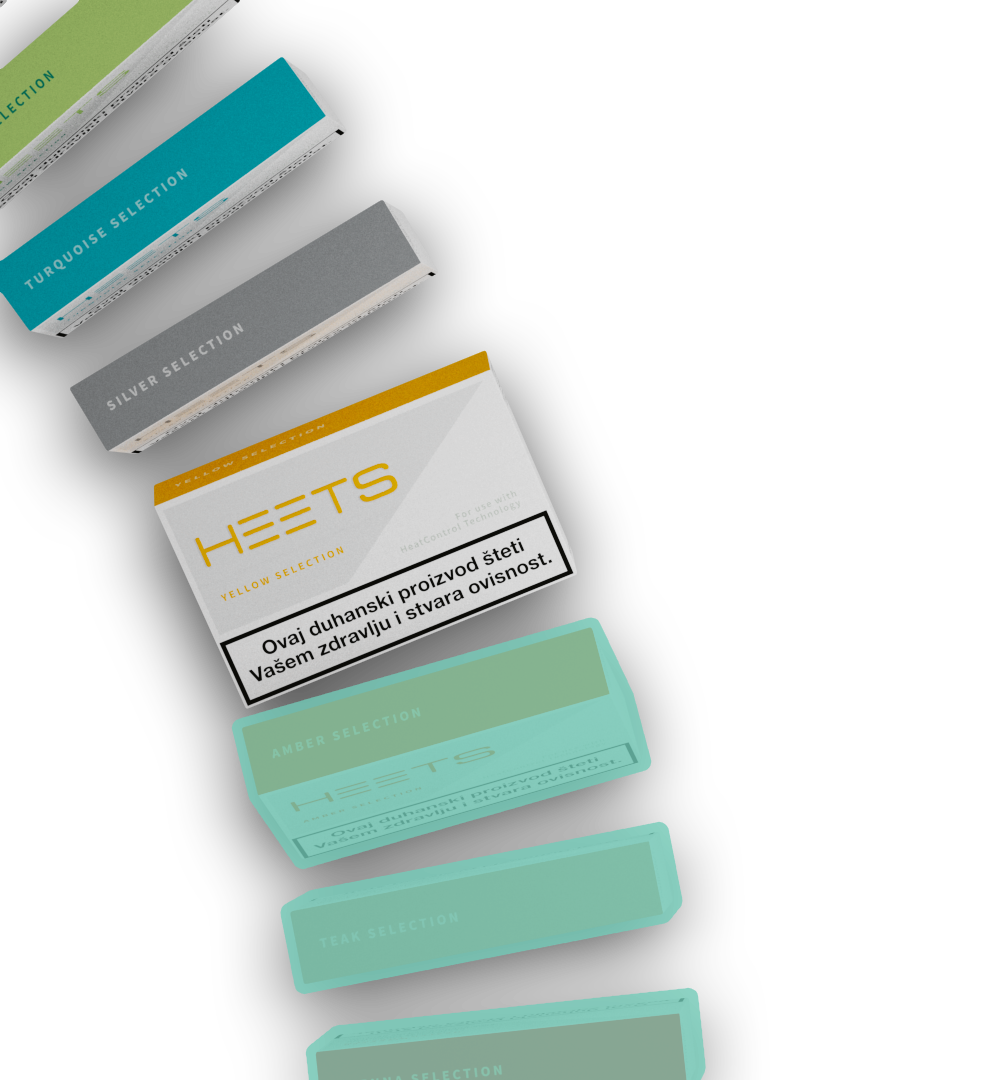 LECTION
TURQUOISE SELECTION
SILVER SELECTION
YELLOW SELECTION
HEETS
YELLOW SELECTION
For use with
HeatControl Technology
Ovaj duhanski proizvod šteti
Vašem zdravlju i stvara ovisnost.
AMBER SELECTION
HEETS
AMBER SELECTION
Ovaj duhanski proizvod šteti
Vašem zdravlju i stvara ovisnost.
TEAK SELECTION
SELECTION